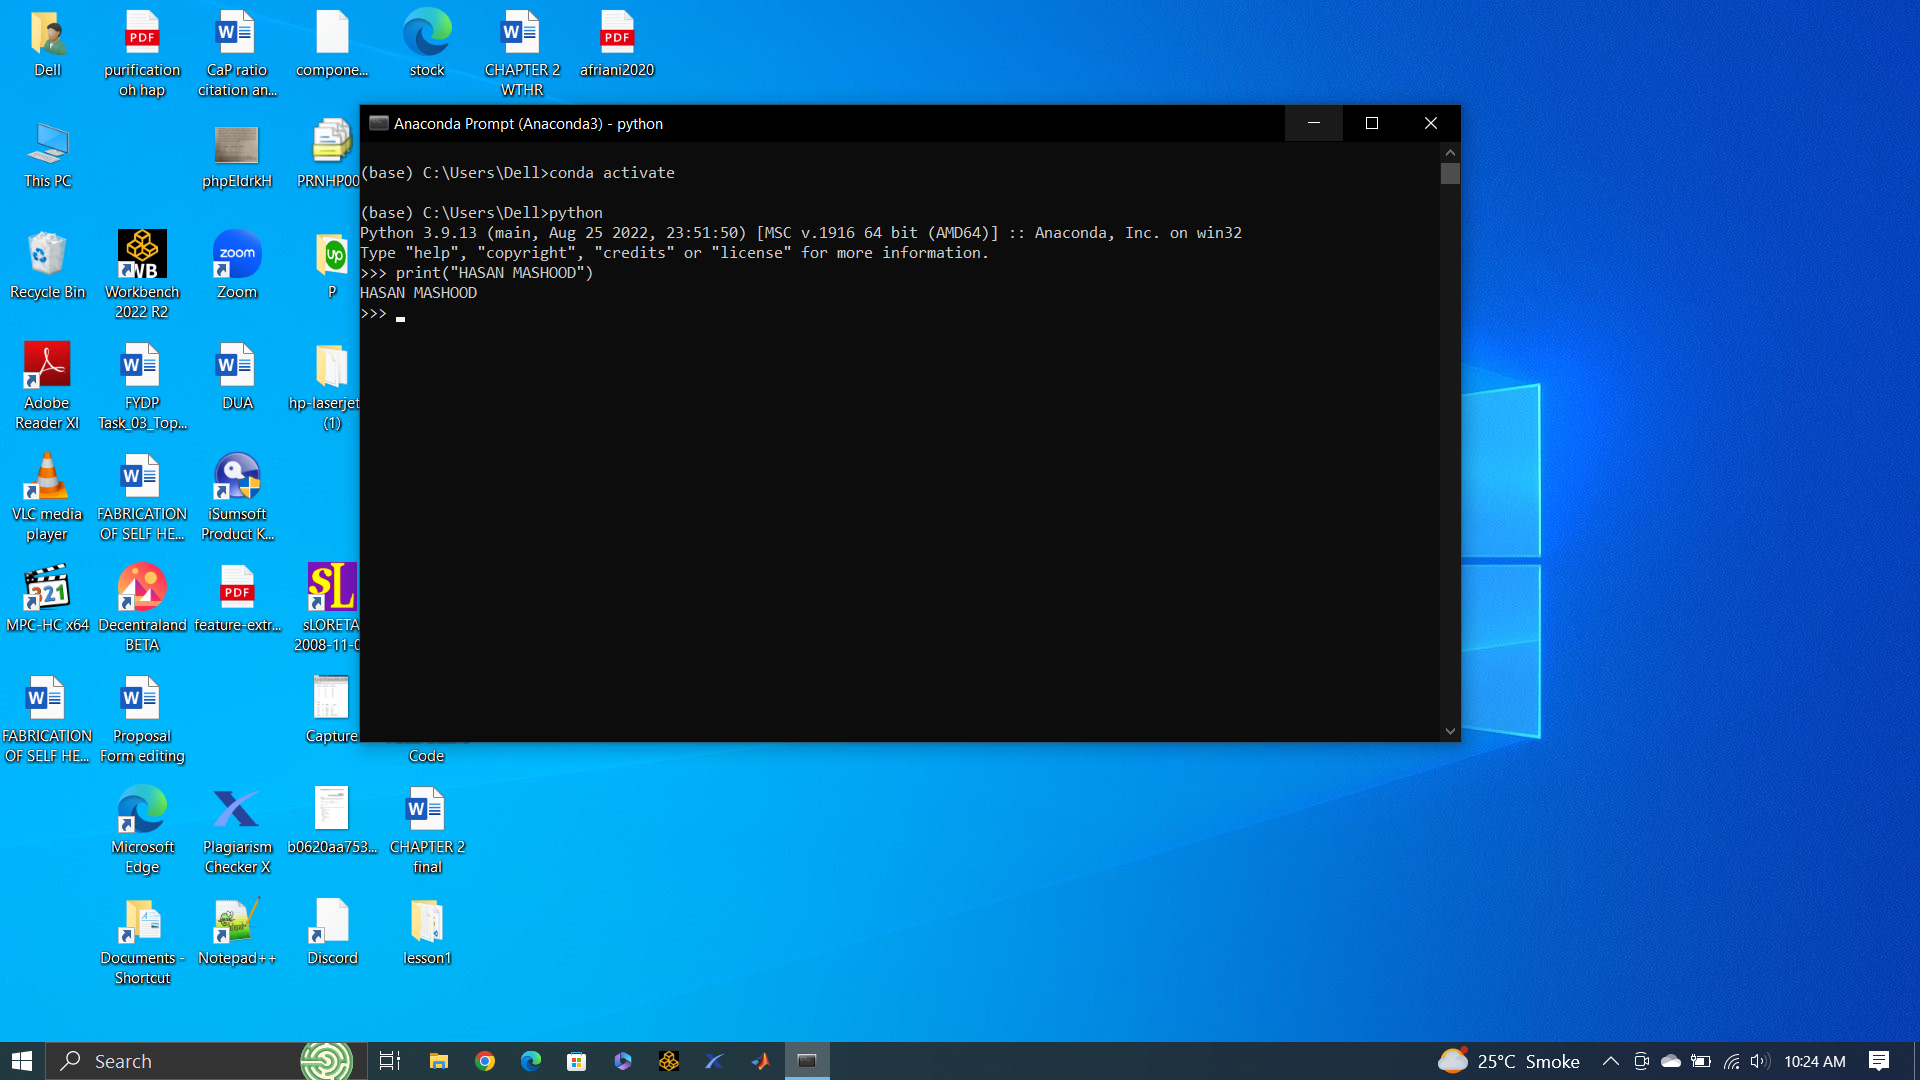 Dell
purification
oh hap
CaP ratio
citation an...
compone...
stock
CHAPTER 2
WTHR
afriani2020
Anaconda Prompt (Anaconda3) - python
(base) C:\Users\Dell>conda activate
(base) C:\Users\Dell>python
Python 3.9.13 (main, Aug 25 2022, 23:51:50) [MSC v.1916 64 bit (AMD64)] :: Anaconda, Inc. on win32
Type "help", "copyright", "credits" or "license" for more information.
>>> print("HASAN MASHOOD")
HASAN MASHOOD
>>>
This PC
phpEIdrkH
PRNHP00
Recycle Bin
Workbench
2022 R2
Zoom
P
Adobe
Reader XI
FYDP
Task_03_Top...
DUA
hp-laserjet
(1)
VLC media
player
FABRICATION
OF SELF HE...
iSumsoft
Product K...
MPC-HC x64
Decentraland
BETA
feature-extr...
sLORETA
2008-11-0
FABRICATION
OF SELF HE...
Proposal
Form editing
Capture
Code
Microsoft
Edge
Plagiarism
Checker X
b0620aa753...
CHAPTER 2
final
Documents -
Shortcut
Notepad++
Discord
lesson1
Search
25°C Smoke
10:24 AM